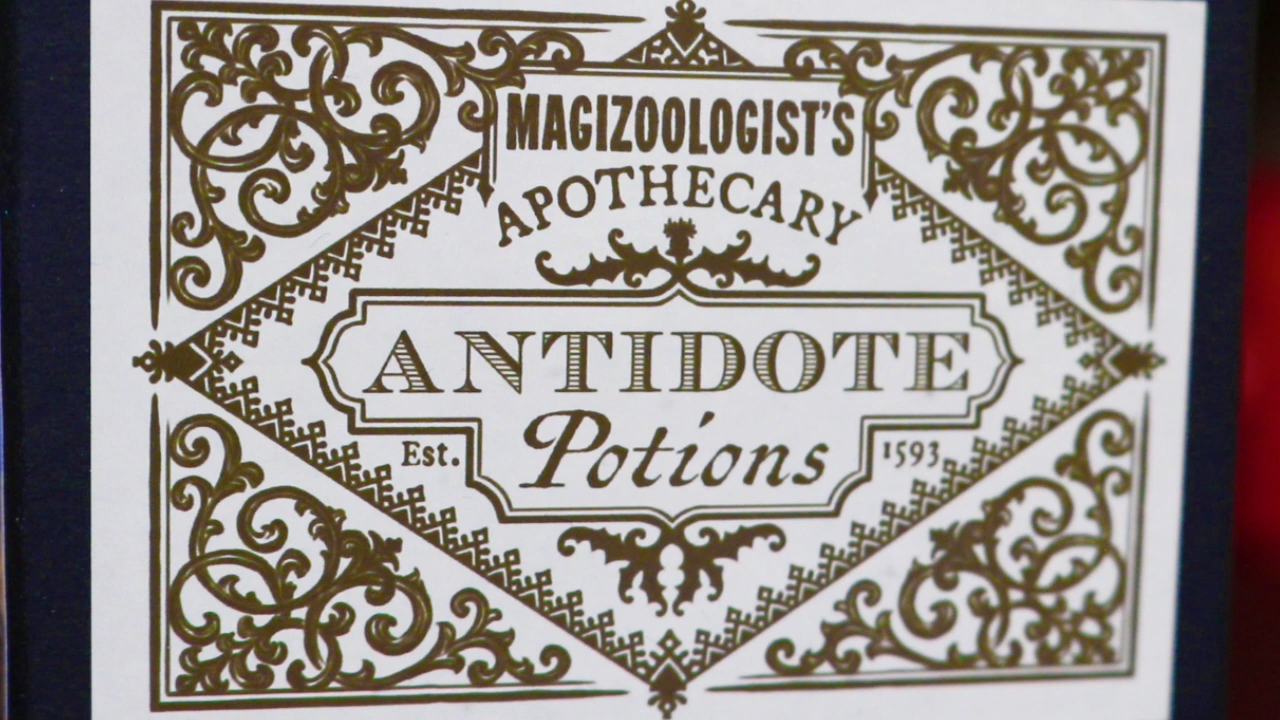 MAGIZOOLOGIST'S
APOTHECARY
ANTIDOTE
Potions
Est. 1593